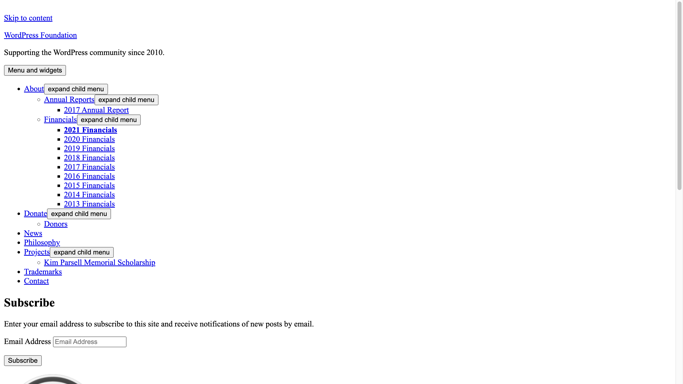 Skip to content
WordPress Foundation
Supporting the WordPress community since 2010.
Menu and widgets
About expand child menu
Annual Reports expand child menu
2017 Annual Report
Financials expand child menu
2021 Financials
2020 Financials
2019 Financials
2018 Financials
2017 Financials
2016 Financials
2015 Financials
2014 Financials
2013 Financials
Donate expand child menu
Donors
News
Philosophy
Projects expand child menu
Kim Parsell Memorial Scholarship
Trademarks
Contact
Subscribe
Enter your email address to subscribe to this site and receive notifications of new posts by email.
Email Address Email Address
Subscribe